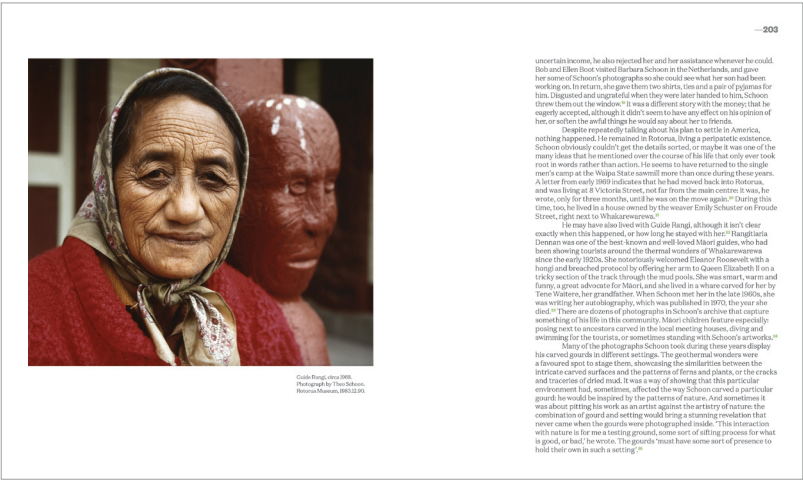 —203
uncertain income, he also rejected her and her assistance whenever he could.
Bob and Ellen Boot visited Barbara Schoon in the Netherlands, and gave
her some of Schoon's photographs so she could see what her son had been
working on. In return, she gave them two shirts, ties and a pair of pyjamas for
him. Disgusted and ungrateful when they were later handed to him, Schoon
threw them out the window. It was a different story with the money; that he
eagerly accepted, although it didn't seem to have any effect on his opinion of
her, or soften the awful things he would say about her to friends.
Despite repeatedly talking about his plan to settle in America,
nothing happened. He remained in Rotorua, living a peripatetic existence.
Schoon obviously couldn't get the details sorted, or maybe it was one of the
many ideas that he mentioned over the course of his life that only ever took
root in words rather than action. He seems to have returned to the single
men's camp at the Waipa State sawmill more than once during these years.
A letter from early 1969 indicates that he had moved back into Rotorua,
and was living at 8 Victoria Street, not far from the main centre: it was, he
wrote, only for three months, until he was on the move again. During this
time, too, he lived in a house owned by the weaver Emily Schuster on Froude
Street, right next to Whakarewarewa.
He may have also lived with Guide Rangi, although it isn't clear
exactly when this happened, or how long he stayed with her. Rangitiaria
Dennan was one of the best-known and well-loved Māori guides, who had
been showing tourists around the thermal wonders of Whakarewarewa
since the early 1920s. She notoriously welcomed Eleanor Roosevelt with a
hongi and breached protocol by offering her arm to Queen Elizabeth II on a
tricky section of the track through the mud pools. She was smart, warm and
funny, a great advocate for Māori, and she lived in a whare carved for her by
Tene Waitere, her grandfather. When Schoon met her in the late 1960s, she
was writing her autobiography, which was published in 1970, the year she
died. There are dozens of photographs in Schoon's archive that capture
something of his life in this community. Māori children feature especially:
posing next to ancestors carved in the local meeting houses, diving and
swimming for the tourists, or sometimes standing with Schoon's artworks.
Many of the photographs Schoon took during these years display
his carved gourds in different settings. The geothermal wonders were
a favoured spot to stage them, showcasing the similarities between the
intricate carved surfaces and the patterns of ferns and plants, or the cracks
and traceries of dried mud. It was a way of showing that this particular
environment had, sometimes, affected the way Schoon carved a particular
gourd: he would be inspired by the patterns of nature. And sometimes it
was about pitting his work as an artist against the artistry of nature: the
combination of gourd and setting would bring a stunning revelation that
never came when the gourds were photographed inside. 'This interaction
with nature is for me a testing ground, some sort of sifting process for what
is good, or bad,' he wrote. The gourds 'must have some sort of presence to
hold their own in such a setting'.
Guide Rangi, circa 1969.
Photograph by Theo Schoon.
Rotorua Museum,